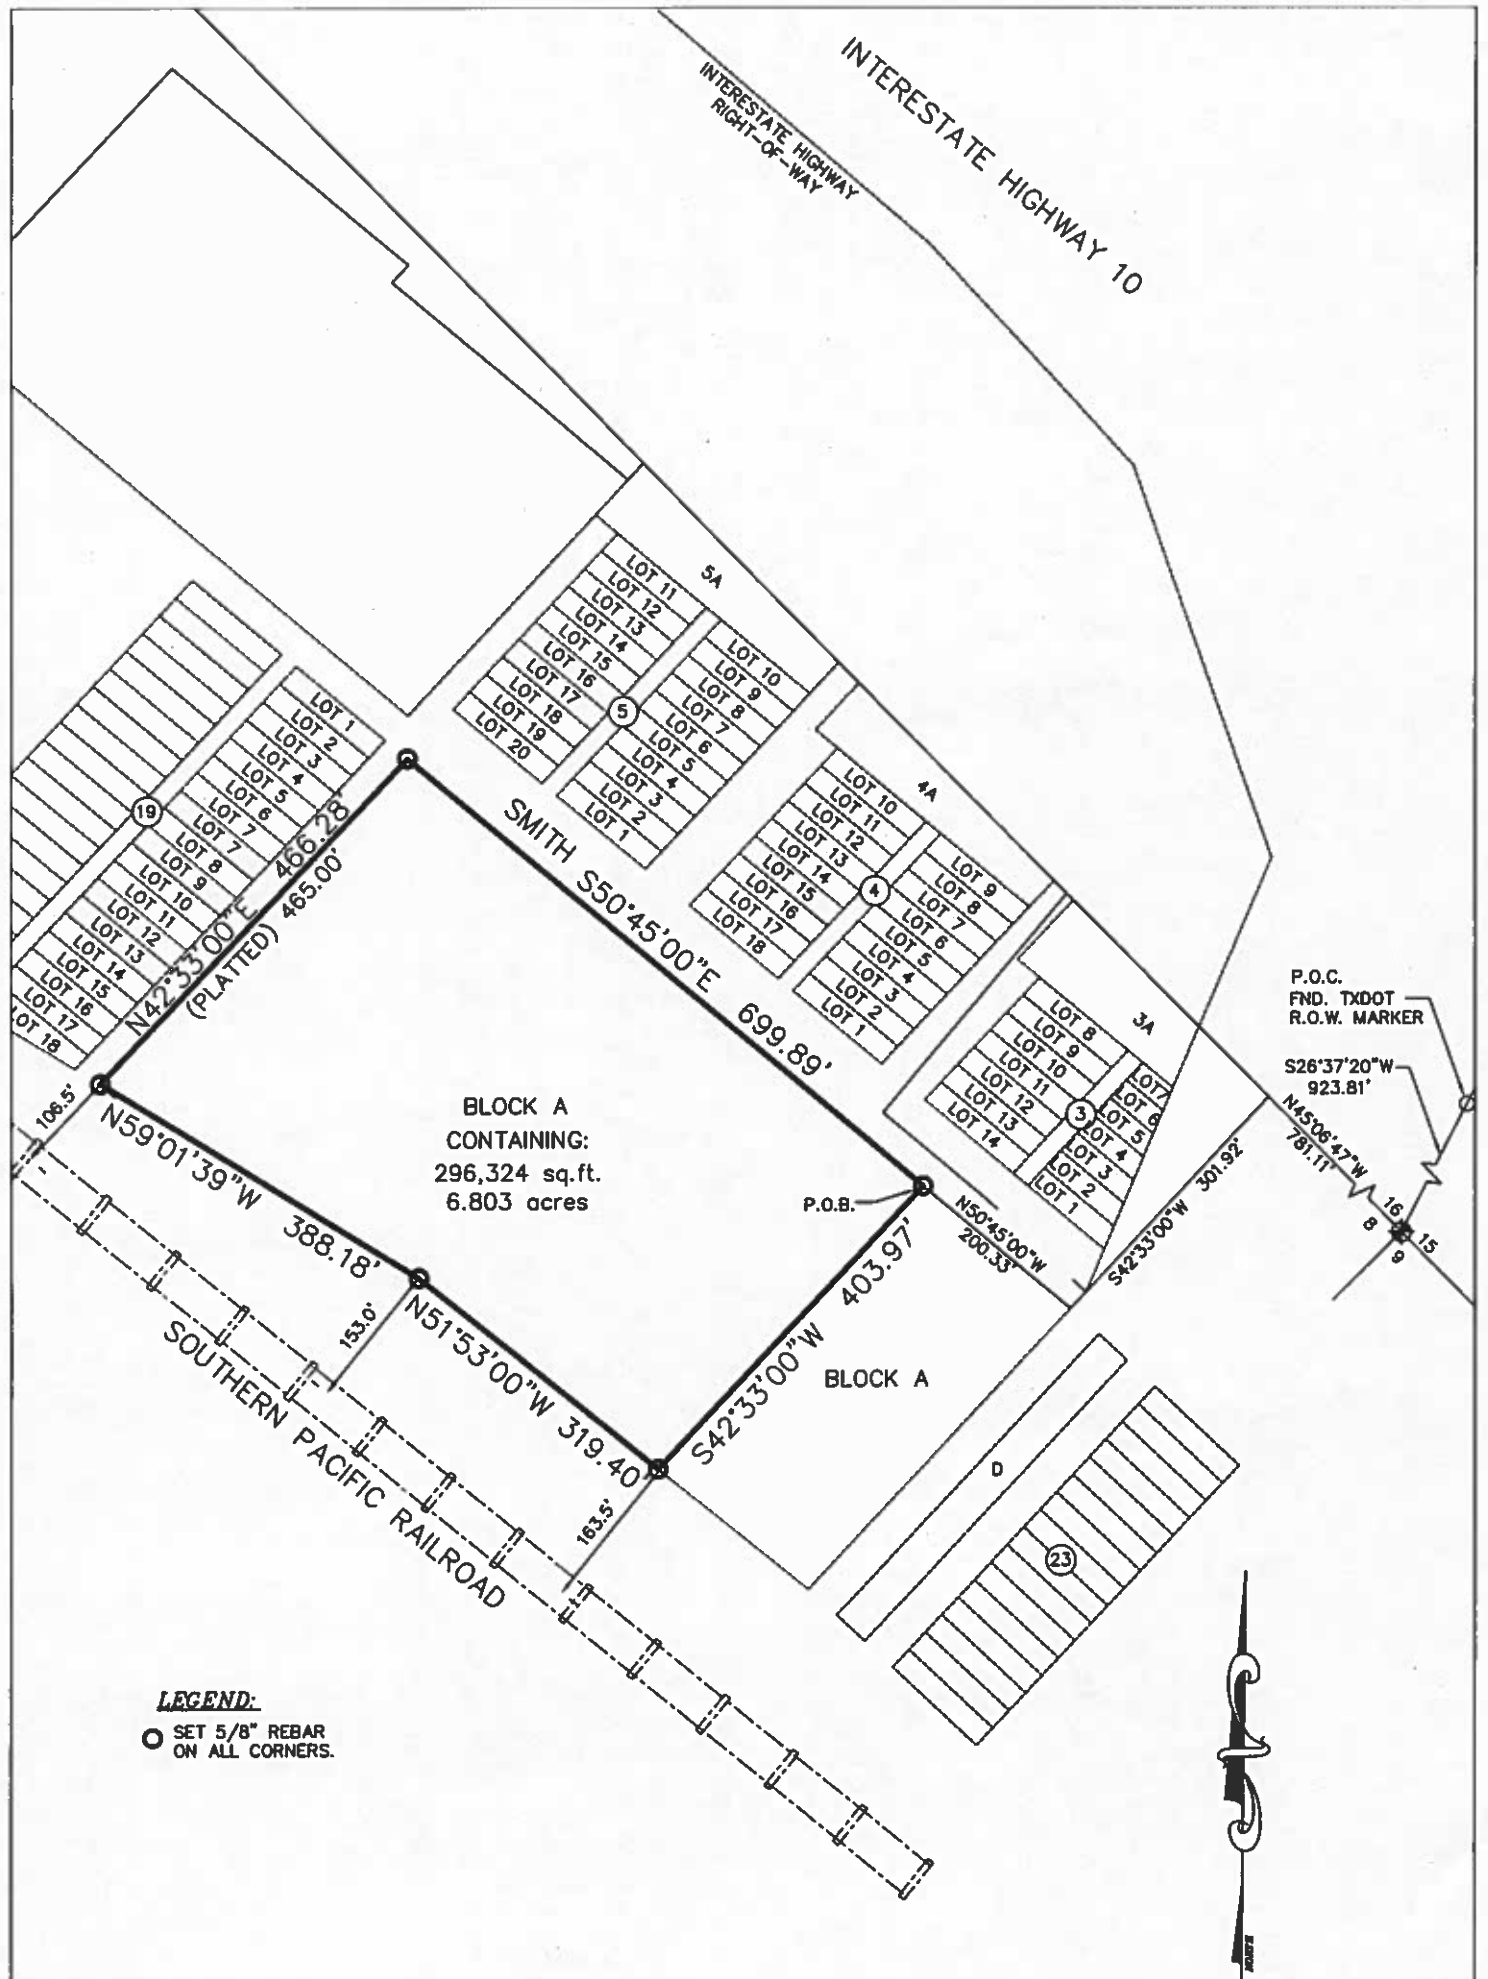 INTERESTATE HIGHWAY 10
INTERESTATE HIGHWAY
RIGHT-OF-WAY
5A
LOT 11
LOT 12
LOT 13
LOT 14
LOT 15
LOT 16
LOT 17
LOT 18
LOT 19
LOT 20
5
LOT 10
LOT 9
LOT 8
LOT 7
LOT 6
LOT 5
LOT 4
LOT 3
LOT 2
LOT 1
4A
LOT 10
LOT 11
LOT 12
LOT 13
LOT 14
LOT 15
LOT 16
LOT 17
LOT 18
4
LOT 9
LOT 8
LOT 7
LOT 6
LOT 5
LOT 4
LOT 3
LOT 2
LOT 1
3A
LOT 8
LOT 9
LOT 10
LOT 11
LOT 12
LOT 13
LOT 14
3
LOT7
LOT 6
LOT 5
LOT 4
LOT 3
LOT 2
LOT 1
LOT 1
LOT 2
LOT 3
LOT 4
LOT 5
LOT 6
LOT 7
LOT 7
LOT 8
LOT 9
LOT 10
LOT 11
LOT 12
LOT 13
LOT 14
LOT 15
LOT 16
LOT 17
LOT 18
19
N42°33'00"E 466.28'
(PLATTED) 465.00'
SMITH S50°45'00"E 699.89'
P.O.C.
FND. TXDOT
R.O.W. MARKER
S26°37'20"W
923.81'
N45°06'47"W
781.11'
16
15
8
9
S42°33'00"W 301.92'
N50°45'00"W
200.33'
P.O.B.
BLOCK A
CONTAINING:
296,324 sq.ft.
6.803 acres
106.5'
N59°01'39"W 388.18'
153.0'
N51°53'00"W 319.40'
S42°33'00"W 403.97'
163.5'
BLOCK A
D
23
SOUTHERN PACIFIC RAILROAD
LEGEND:
SET 5/8" REBAR
ON ALL CORNERS.
NORTH